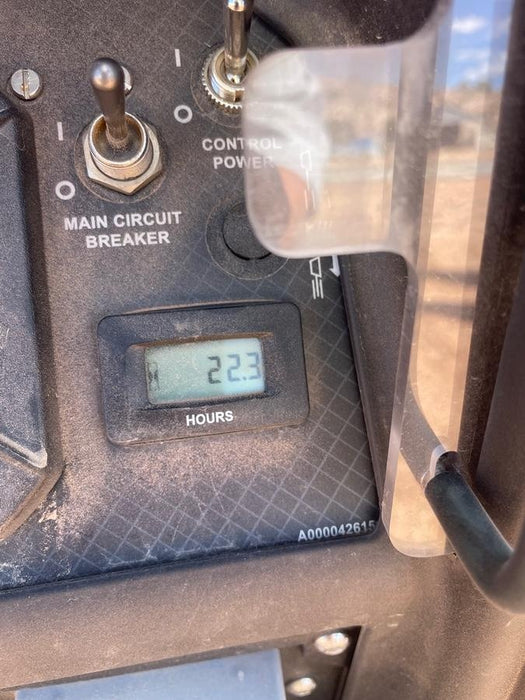 I
O
CONTROL
POWER
I
O
MAIN CIRCUIT
BREAKER
22.3
HOURS
A000042615